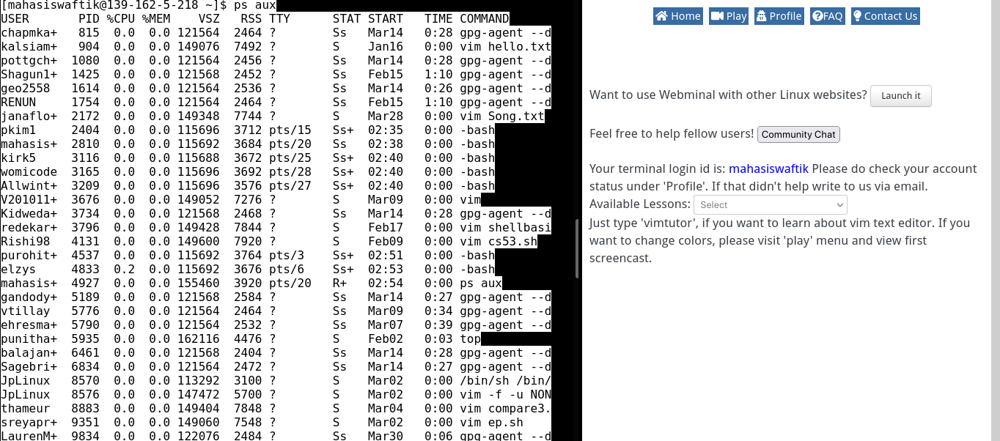 [mahasiswaftik@139-162-5-218 ~]$ ps aux
USER       PID %CPU %MEM    VSZ   RSS TTY      STAT START   TIME COMMAND
chapmka+   815  0.0  0.0 121564  2464 ?        Ss   Mar14   0:28 gpg-agent --d
kalsiam+   904  0.0  0.0 149076  7492 ?        S    Jan16   0:00 vim hello.txt
pottgch+  1080  0.0  0.0 121564  2456 ?        Ss   Mar14   0:28 gpg-agent --d
Shagun1+  1425  0.0  0.0 121568  2452 ?        Ss   Feb15   1:10 gpg-agent --d
geo2558   1614  0.0  0.0 121564  2536 ?        Ss   Mar14   0:26 gpg-agent --d
RENUN     1754  0.0  0.0 121564  2464 ?        Ss   Feb15   1:10 gpg-agent --d
janaflo+  2172  0.0  0.0 149348  7744 ?        S    Mar28   0:00 vim Song.txt
pkim1     2404  0.0  0.0 115696  3712 pts/15   Ss+  02:35   0:00 -bash
mahasis+  2810  0.0  0.0 115692  3684 pts/20   Ss   02:38   0:00 -bash
kirk5     3116  0.0  0.0 115688  3672 pts/25   Ss+  02:40   0:00 -bash
womicode  3165  0.0  0.0 115696  3692 pts/28   Ss+  02:40   0:00 -bash
Allwint+  3209  0.0  0.0 115696  3576 pts/27   Ss+  02:40   0:00 -bash
V201011+  3676  0.0  0.0 149052  7276 ?        S    Mar09   0:00 vim
Kidweda+  3734  0.0  0.0 121568  2468 ?        Ss   Mar14   0:28 gpg-agent --d
redekar+  3796  0.0  0.0 149428  7844 ?        S    Feb17   0:00 vim shellbasi
Rishi98   4131  0.0  0.0 149600  7920 ?        S    Feb09   0:00 vim cs53.sh
purohit+  4537  0.0  0.0 115692  3764 pts/3    Ss+  02:51   0:00 -bash
elzys     4833  0.2  0.0 115692  3676 pts/6    Ss+  02:53   0:00 -bash
mahasis+  4927  0.0  0.0 155460  3920 pts/20   R+   02:54   0:00 ps aux
gandody+  5189  0.0  0.0 121568  2584 ?        Ss   Mar14   0:27 gpg-agent --d
vtillay   5776  0.0  0.0 121564  2464 ?        Ss   Mar09   0:34 gpg-agent --d
ehresma+  5790  0.0  0.0 121564  2532 ?        Ss   Mar07   0:39 gpg-agent --d
punitha+  5935  0.0  0.0 162116  4476 ?        S    Feb02   0:03 top
balajan+  6461  0.0  0.0 121568  2404 ?        Ss   Mar14   0:28 gpg-agent --d
Sagebri+  6834  0.0  0.0 121564  2472 ?        Ss   Mar14   0:27 gpg-agent --d
JpLinux   8570  0.0  0.0 113292  3100 ?        S    Mar02   0:00 /bin/sh /bin/
JpLinux   8576  0.0  0.0 147472  5700 ?        S    Mar02   0:00 vim -f -u NON
thameur   8883  0.0  0.0 149404  7848 ?        S    Mar04   0:00 vim compare3.
sreyapr+  9351  0.0  0.0 149060  7548 ?        S    Mar02   0:00 vim ep.sh
LaurenM+  9834  0.0  0.0 122076  2484 ?        Ss   Mar30   0:06 gpg-agent --d
Home Play Profile FAQ Contact Us
Want to use Webminal with other Linux websites? Launch it
Feel free to help fellow users! Community Chat
Your terminal login id is: mahasiswaftik Please do check your account
status under 'Profile'. If that didn't help write to us via email.
Available Lessons: Select
Just type 'vimtutor', if you want to learn about vim text editor. If you
want to change colors, please visit 'play' menu and view first
screencast.